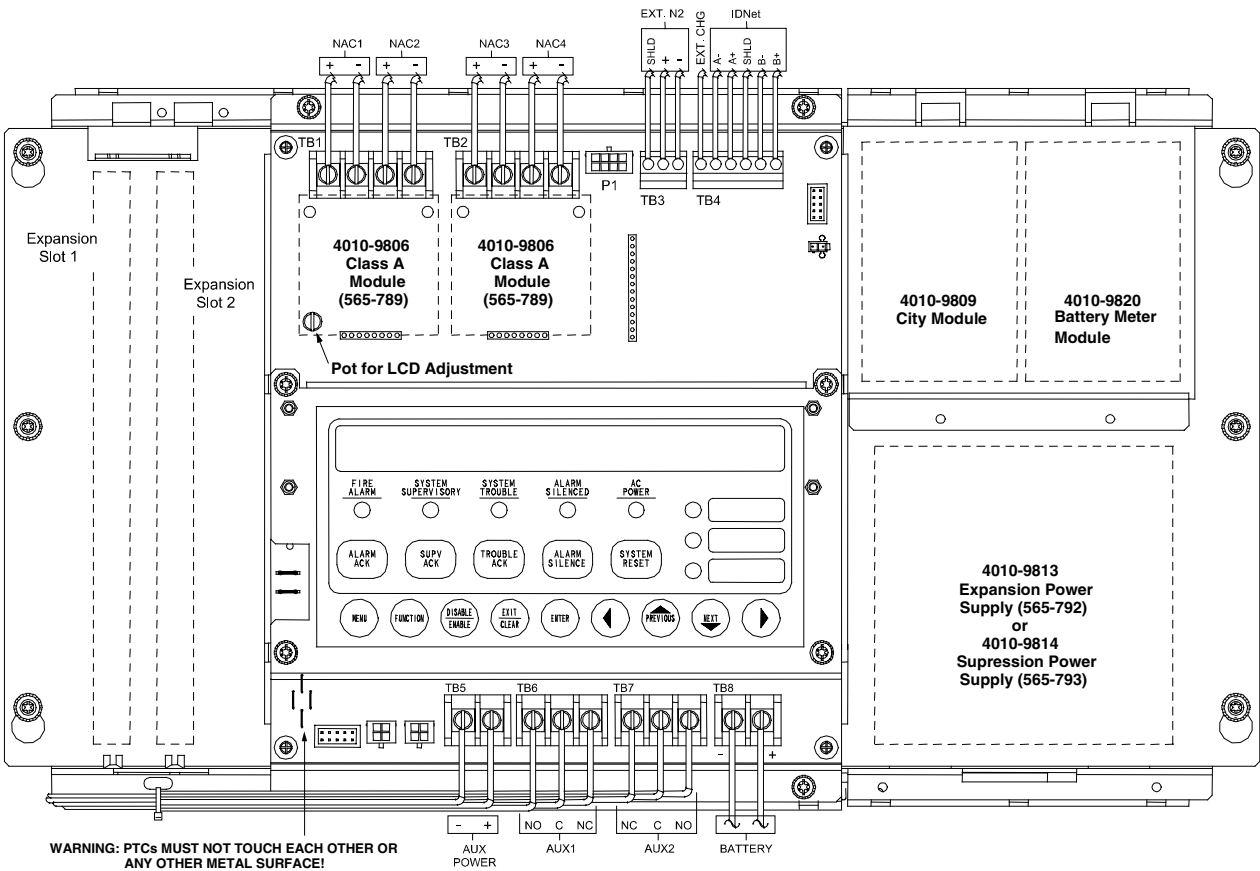 EXT. N2
IDNet
NAC1
NAC2
NAC3
NAC4
+ - + -
+ - + -
SHLD
+
-
EXT. CHG
A-
A+
SHLD
B-
B+
TB1
TB2
P1
TB3
TB4
Expansion
Slot 1
Expansion
Slot 2
4010-9806
Class A
Module
(565-789)
4010-9806
Class A
Module
(565-789)
Pot for LCD Adjustment
4010-9809
City Module
4010-9820
Battery Meter
Module
FIRE
ALARM
SYSTEM
SUPERVISORY
SYSTEM
TROUBLE
ALARM
SILENCED
AC
POWER
ALARM
ACK
SUPV
ACK
TROUBLE
ACK
ALARM
SILENCE
SYSTEM
RESET
MENU
FUNCTION
DISABLE
ENABLE
EXIT
CLEAR
ENTER
PREVIOUS
NEXT
4010-9813
Expansion Power
Supply (565-792)
or
4010-9814
Supression Power
Supply (565-793)
TB5
TB6
TB7
TB8
- +
- +
NO C NC
NC C NO
AUX
POWER
AUX1
AUX2
BATTERY
WARNING: PTCs MUST NOT TOUCH EACH OTHER OR
ANY OTHER METAL SURFACE!